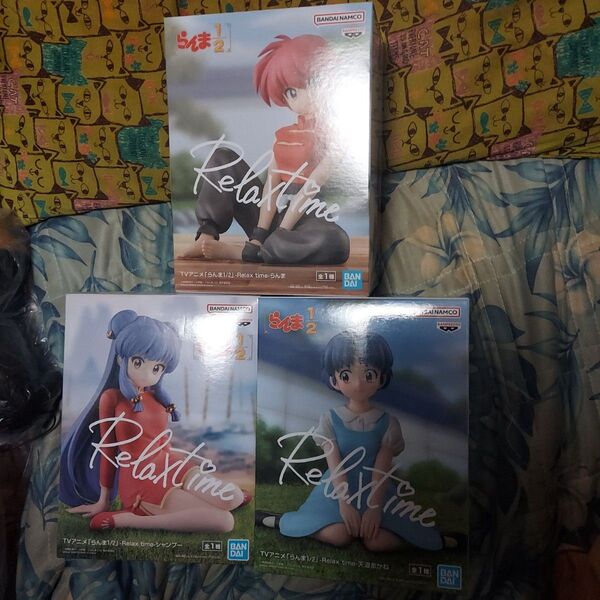 BANDAI NAMCO
BANPRESTO
らんま1/2
Relax time
TVアニメ「らんま1/2」-Relax time-らんま
全1種
BANDAI
BANDAI NAMCO
1/2
Relax time
TVアニメ「らんま1/2」-Relax time-シャンプー
全1種
BANDAI
らんま1/2
BANDAI NAMCO
BANPRESTO
Relax time
TVアニメ「らんま1/2」-Relax time-天道あかね
全1種
BANDAI